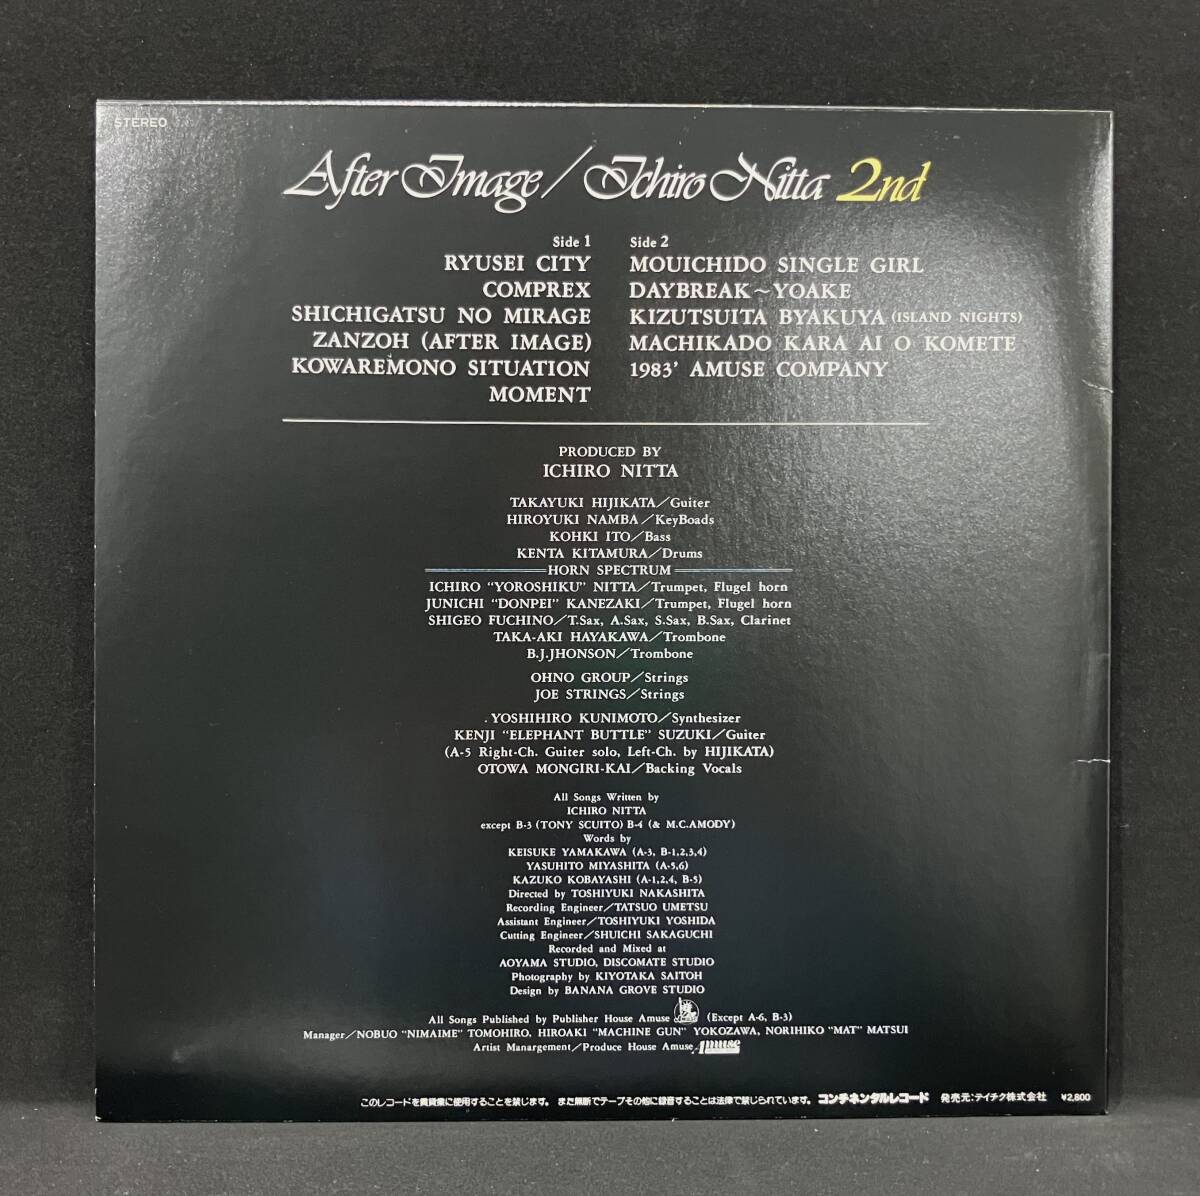 STEREO
After Image / Ichiro Nitta 2nd
Side 1
RYUSEI CITY
COMPREX
SHICHIGATSU NO MIRAGE
ZANZOH (AFTER IMAGE)
KOWAREMONO SITUATION
MOMENT
Side 2
MOUICHIDO SINGLE GIRL
DAYBREAK~YOAKE
KIZUTSUITA BYAKUYA (ISLAND NIGHTS)
MACHIKADO KARA AI O KOMETE
1983' AMUSE COMPANY
PRODUCED BY
ICHIRO NITTA
TAKAYUKI HIJIKATA/Guiter
HIROYUKI NAMBA/KeyBoads
KOHKI ITO/Bass
KENTA KITAMURA/Drums
HORN SPECTRUM
ICHIRO "YOROSHIKU" NITTA/Trumpet, Flugel horn
JUNICHI "DONPEI" KANEZAKI/Trumpet, Flugel horn
SHIGEO FUCHINO/T.Sax, A.Sax, S.Sax, B.Sax, Clarinet
TAKA-AKI HAYAKAWA/Trombone
B.J.JHONSON/Trombone
OHNO GROUP/Strings
JOE STRINGS/Strings
YOSHIHIRO KUNIMOTO/Synthesizer
KENJI "ELEPHANT BUTTLE" SUZUKI/Guiter
(A-5 Right-Ch. Guiter solo, Left-Ch. by HIJIKATA)
OTOWA MONGIRI-KAI/Backing Vocals
All Songs Written by
ICHIRO NITTA
except B-3 (TONY SCUITO) B-4 (& M.C.AMODY)
Words by
KEISUKE YAMAKAWA (A-3, B-1,2,3,4)
YASUHITO MIYASHITA (A-5,6)
KAZUKO KOBAYASHI (A-1,2,4, B-5)
Directed by TOSHIYUKI NAKASHITA
Recording Engineer/TATSUO UMETSU
Assistant Engineer/TOSHIYUKI YOSHIDA
Cutting Engineer/SHUICHI SAKAGUCHI
Recorded and Mixed at
AOYAMA STUDIO, DISCOMATE STUDIO
Photography by KIYOTAKA SAITOH
Design by BANANA GROVE STUDIO
All Songs Published by Publisher House Amuse (Except A-6, B-3)
Manager/NOBUO "NIMAIME" TOMOHIRO, HIROAKI "MACHINE GUN" YOKOZAWA, NORIHIKO "MAT" MATSUI
Artist Manargement/Produce House Amuse Amuse
このレコードを賃貸業に使用することを禁じます。また無断でテープその他に録音することは法律で禁じられています。 コンチネンタルレコード 発売元:テイチク株式会社 ¥2,800